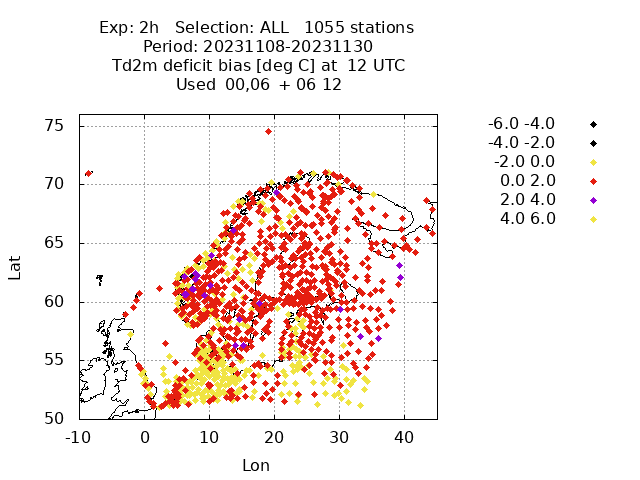 Exp: 2h   Selection: ALL   1055 stations
Period: 20231108-20231130
Td2m deficit bias [deg C] at  12 UTC
Used  00,06  + 06 12
-6.0 -4.0
-4.0 -2.0
-2.0 0.0
0.0 2.0
2.0 4.0
4.0 6.0
75
70
65
60
55
50
Lat
-10 0 10 20 30 40
Lon